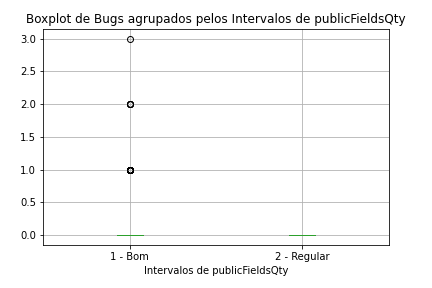 Boxplot de Bugs agrupados pelos Intervalos de publicFieldsQty
3.0
2.5
2.0
1.5
1.0
0.5
0.0
1 - Bom
2 - Regular
Intervalos de publicFieldsQty